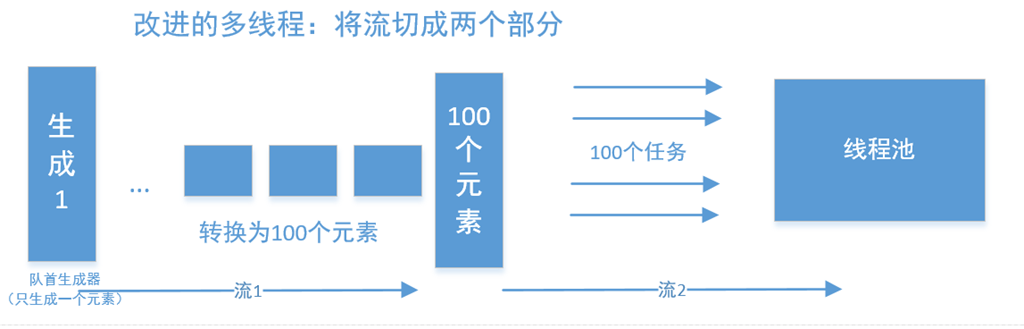 改进的多线程：将流切成两个部分
生
成
1
...
转换为100个元素
100
个
元
素
100个任务
线程池
队首生成器
（只生成一个元素）
流1
流2